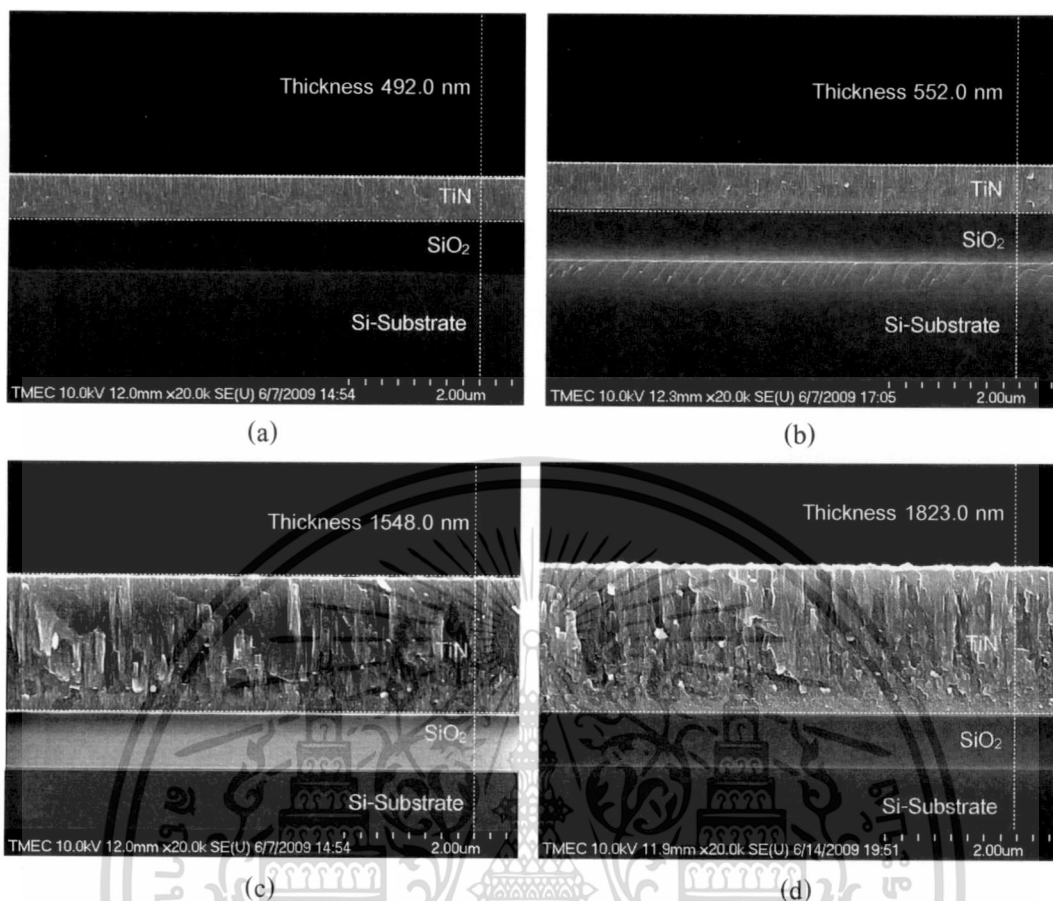 Thickness 492.0 nm
TiN
SiO₂
Si-Substrate
TMEC 10.0kV 12.0mm x20.0k SE(U) 6/7/2009 14:54 2.00um
(a)
Thickness 552.0 nm
TiN
SiO₂
Si-Substrate
TMEC 10.0kV 12.3mm x20.0k SE(U) 6/7/2009 17:05 2.00um
(b)
Thickness 1548.0 nm
TiN
SiO₂
Si-Substrate
TMEC 10.0kV 12.0mm x20.0k SE(U) 6/7/2009 14:54 2.00um
(c)
Thickness 1823.0 nm
TiN
SiO₂
Si-Substrate
TMEC 10.0kV 11.9mm x20.0k SE(U) 6/14/2009 19:51 2.00um
(d)